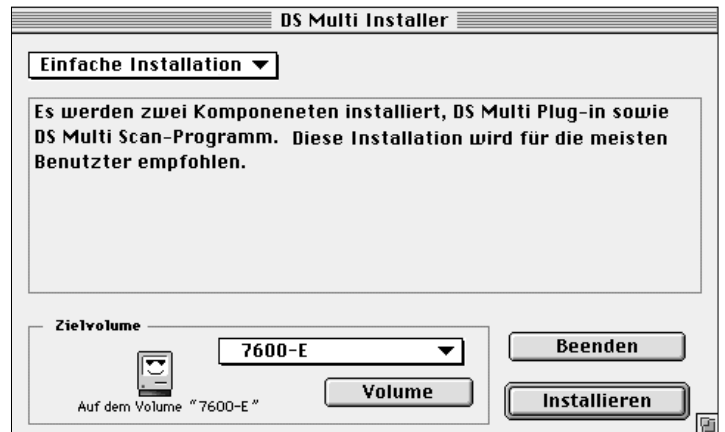 DS Multi Installer
Einfache Installation
Es werden zwei Komponeneten installiert, DS Multi Plug-in sowie
DS Multi Scan-Programm. Diese Installation wird für die meisten
Benutzter empfohlen.
Zielvolume
7600-E
Beenden
Auf dem Volume "7600-E"
Volume
Installieren